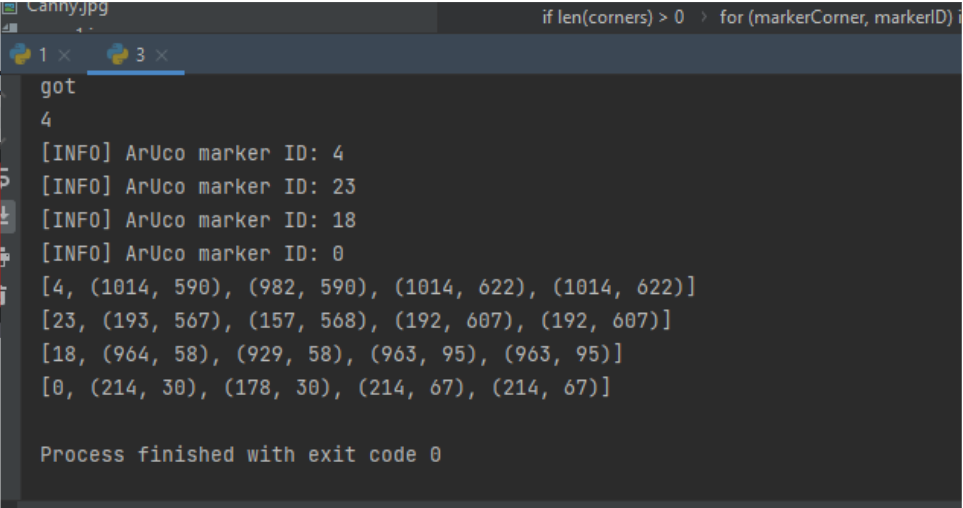 Canny.jpg
if len(corners) > 0 › for (markerCorner, markerID) i
1 × 3 ×
got
4
[INFO] ArUco marker ID: 4
[INFO] ArUco marker ID: 23
[INFO] ArUco marker ID: 18
[INFO] ArUco marker ID: 0
[4, (1014, 590), (982, 590), (1014, 622), (1014, 622)]
[23, (193, 567), (157, 568), (192, 607), (192, 607)]
[18, (964, 58), (929, 58), (963, 95), (963, 95)]
[0, (214, 30), (178, 30), (214, 67), (214, 67)]
Process finished with exit code 0